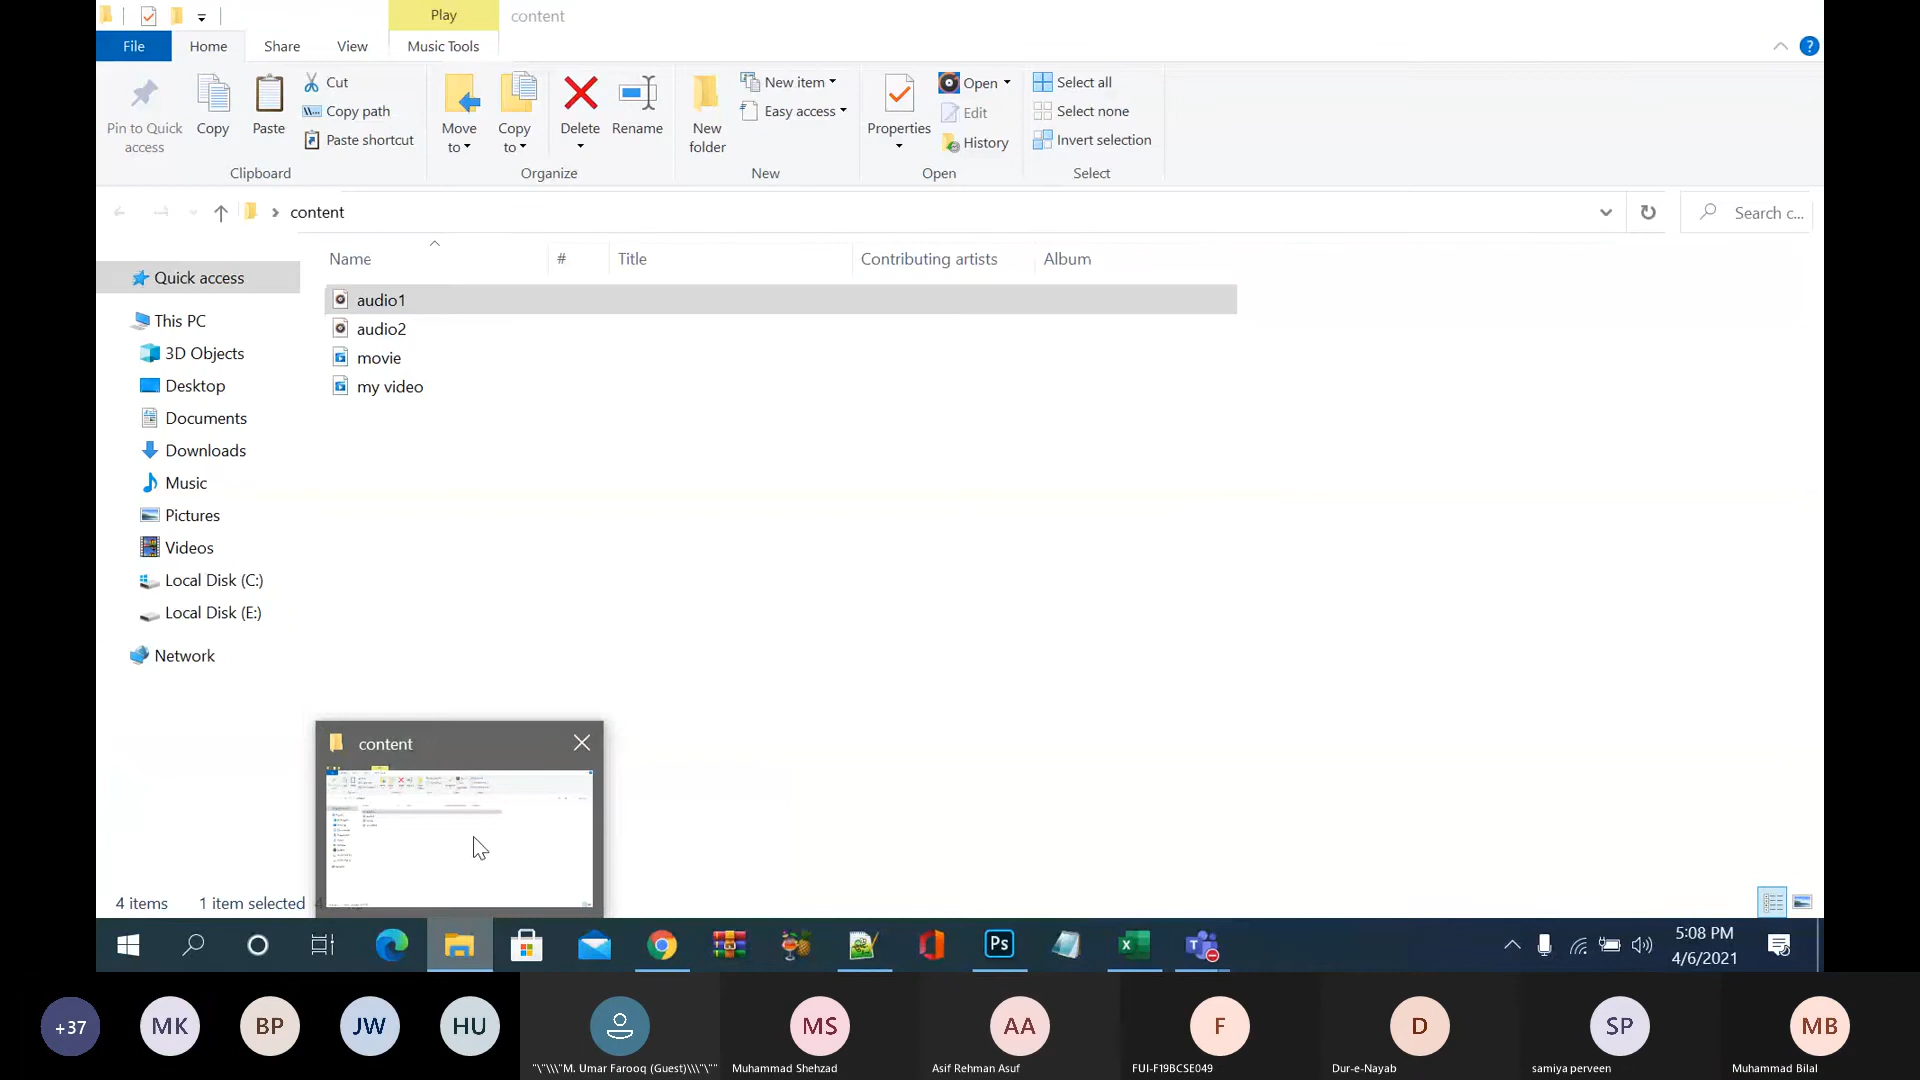 Play
content
File
Home
Share
View
Music Tools
Pin to Quick access
Copy
Paste
Cut
Copy path
Paste shortcut
Clipboard
Move to
Copy to
Delete
Rename
Organize
New folder
New item
Easy access
New
Properties
Open
Edit
History
Open
Select all
Select none
Invert selection
Select
content
Search c...
Name
#
Title
Contributing artists
Album
Quick access
This PC
3D Objects
Desktop
Documents
Downloads
Music
Pictures
Videos
Local Disk (C:)
Local Disk (E:)
Network
audio1
audio2
movie
my video
content
4 items
1 item selected
Ps
5:08 PM
4/6/2021
+37
MK
BP
JW
HU
"\"\\\"M. Umar Farooq (Guest)\\\"\""
MS
Muhammad Shehzad
AA
Asif Rehman Asuf
F
FUI-F19BCSE049
D
Dur-e-Nayab
SP
samiya perveen
MB
Muhammad Bilal